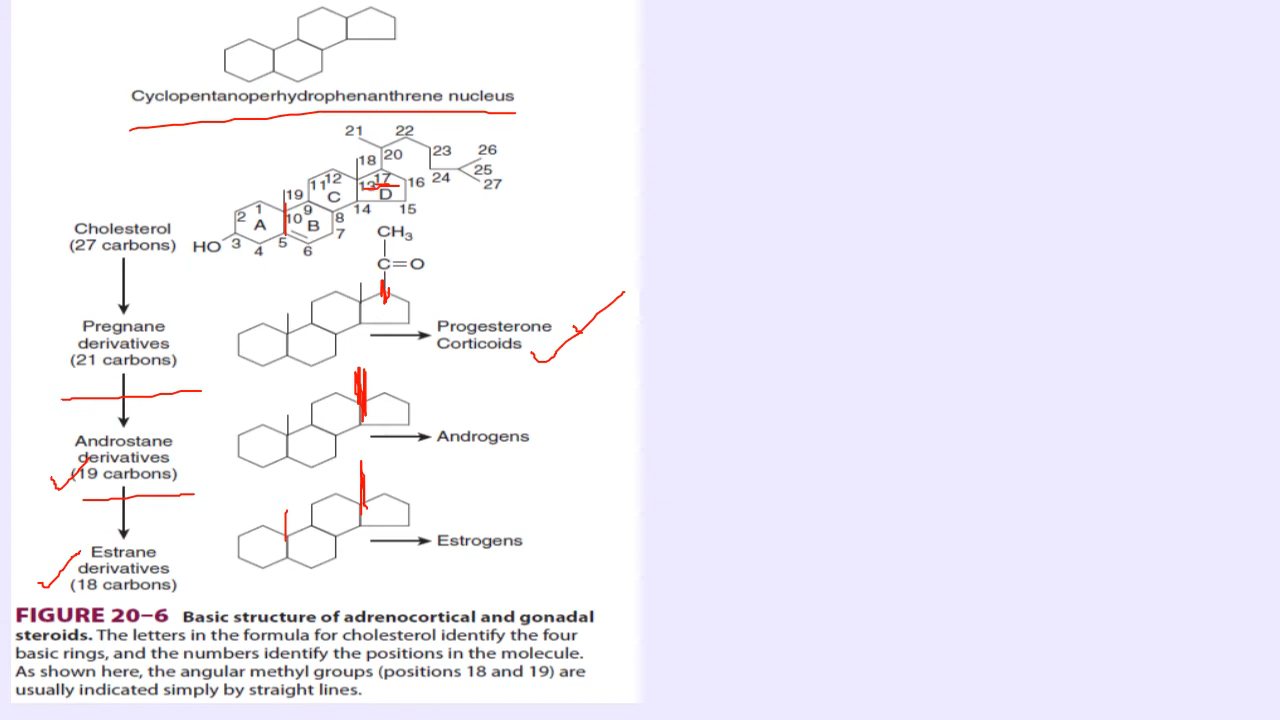 Cyclopentanoperhydrophenanthrene nucleus
21 22
18 20 23 26
12 17 25
11 13 16 24 27
19 C D
1 9 14 15
2 10 8
A B
Cholesterol
(27 carbons)
HO 3 5 7
4 6
CH3
C=O
Pregnane
derivatives
(21 carbons)
Progesterone
Corticoids
Androstane
derivatives
(19 carbons)
Androgens
Estrane
derivatives
(18 carbons)
Estrogens
FIGURE 20–6 Basic structure of adrenocortical and gonadal
steroids. The letters in the formula for cholesterol identify the four
basic rings, and the numbers identify the positions in the molecule.
As shown here, the angular methyl groups (positions 18 and 19) are
usually indicated simply by straight lines.